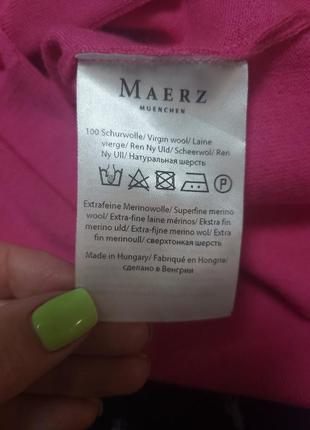 MAERZ
MUENCHEN
100 Schurwolle/ Virgin wool/ Laine
vierge/ Ren Ny Uld/ Scheerwol/ Ren
Ny Ull/ Натуральная шерсть
P
Extrafeine Merinowolle/ Superfine merino
wool/ Extra-fine laine mérinos/ Ekstra fin
merino uld/ Extra-fijne merino wol/ Extra
fin merinoull/ сверхтонкая шерсть
Made in Hungary/ Fabriqué en Hongrie/
сделано в Венгрии